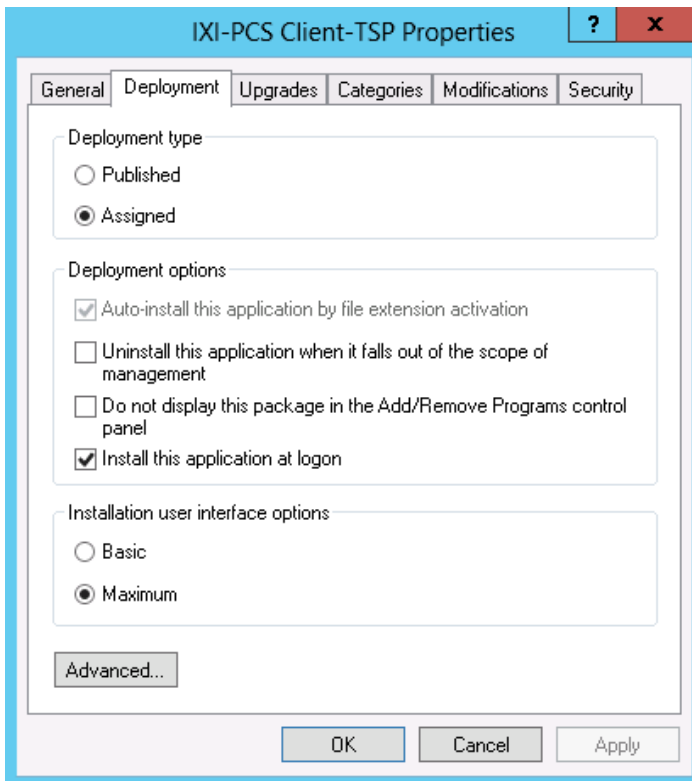 IXI-PCS Client-TSP Properties
?
x
General Deployment Upgrades Categories Modifications Security
Deployment type
Published
Assigned
Deployment options
Auto-install this application by file extension activation
Uninstall this application when it falls out of the scope of
management
Do not display this package in the Add/Remove Programs control
panel
Install this application at logon
Installation user interface options
Basic
Maximum
Advanced...
OK Cancel Apply